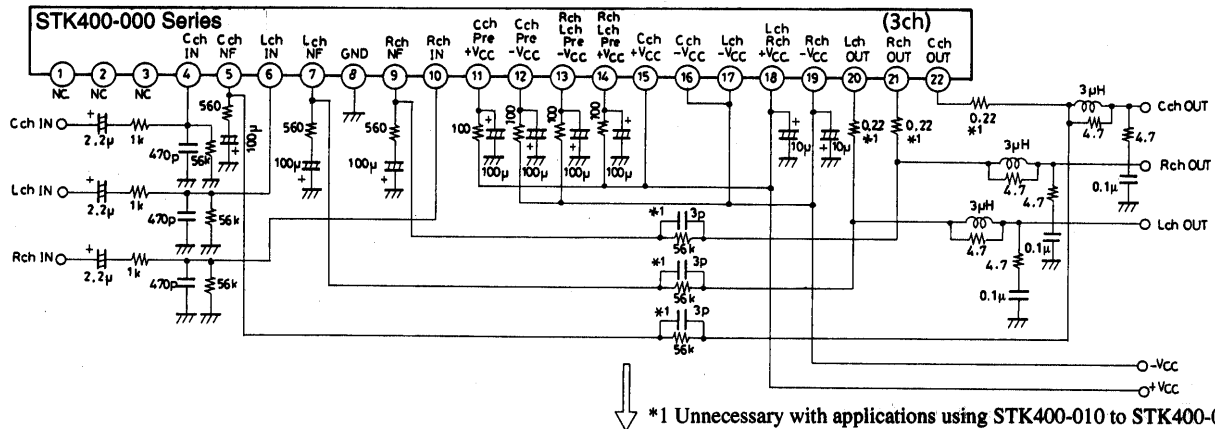 STK400-000 Series
(3ch)
Cch IN
Cch NF
Lch IN
Lch NF
GND
Rch NF
Rch IN
Cch Pre +VCC
Cch Pre -VCC
Rch Lch Pre -VCC
Rch Lch Pre +VCC
Cch +VCC
Cch -VCC
Lch -VCC
Lch Rch +VCC
Rch -VCC
Lch OUT
Rch OUT
Cch OUT
1 2 3 4 5 6 7 8 9 10 11 12 13 14 15 16 17 18 19 20 21 22
NC NC NC
560
100μ
560
100μ
560
100μ
100
100μ
100
100μ
100
100μ
100
100μ
+
10μ
+
10μ
0.22
*1
0.22
*1
0.22
*1
3μH
4.7
4.7
0.1μ
Cch OUT
3μH
4.7
4.7
0.1μ
Rch OUT
3μH
4.7
4.7
0.1μ
Lch OUT
Cch IN
+
2.2μ
1k
470p
56k
Lch IN
+
2.2μ
1k
470p
56k
Rch IN
+
2.2μ
1k
470p
56k
*1 3p
56k
*1 3p
56k
*1 3p
56k
-VCC
+VCC
*1 Unnecessary with applications using STK400-010 to STK400-0